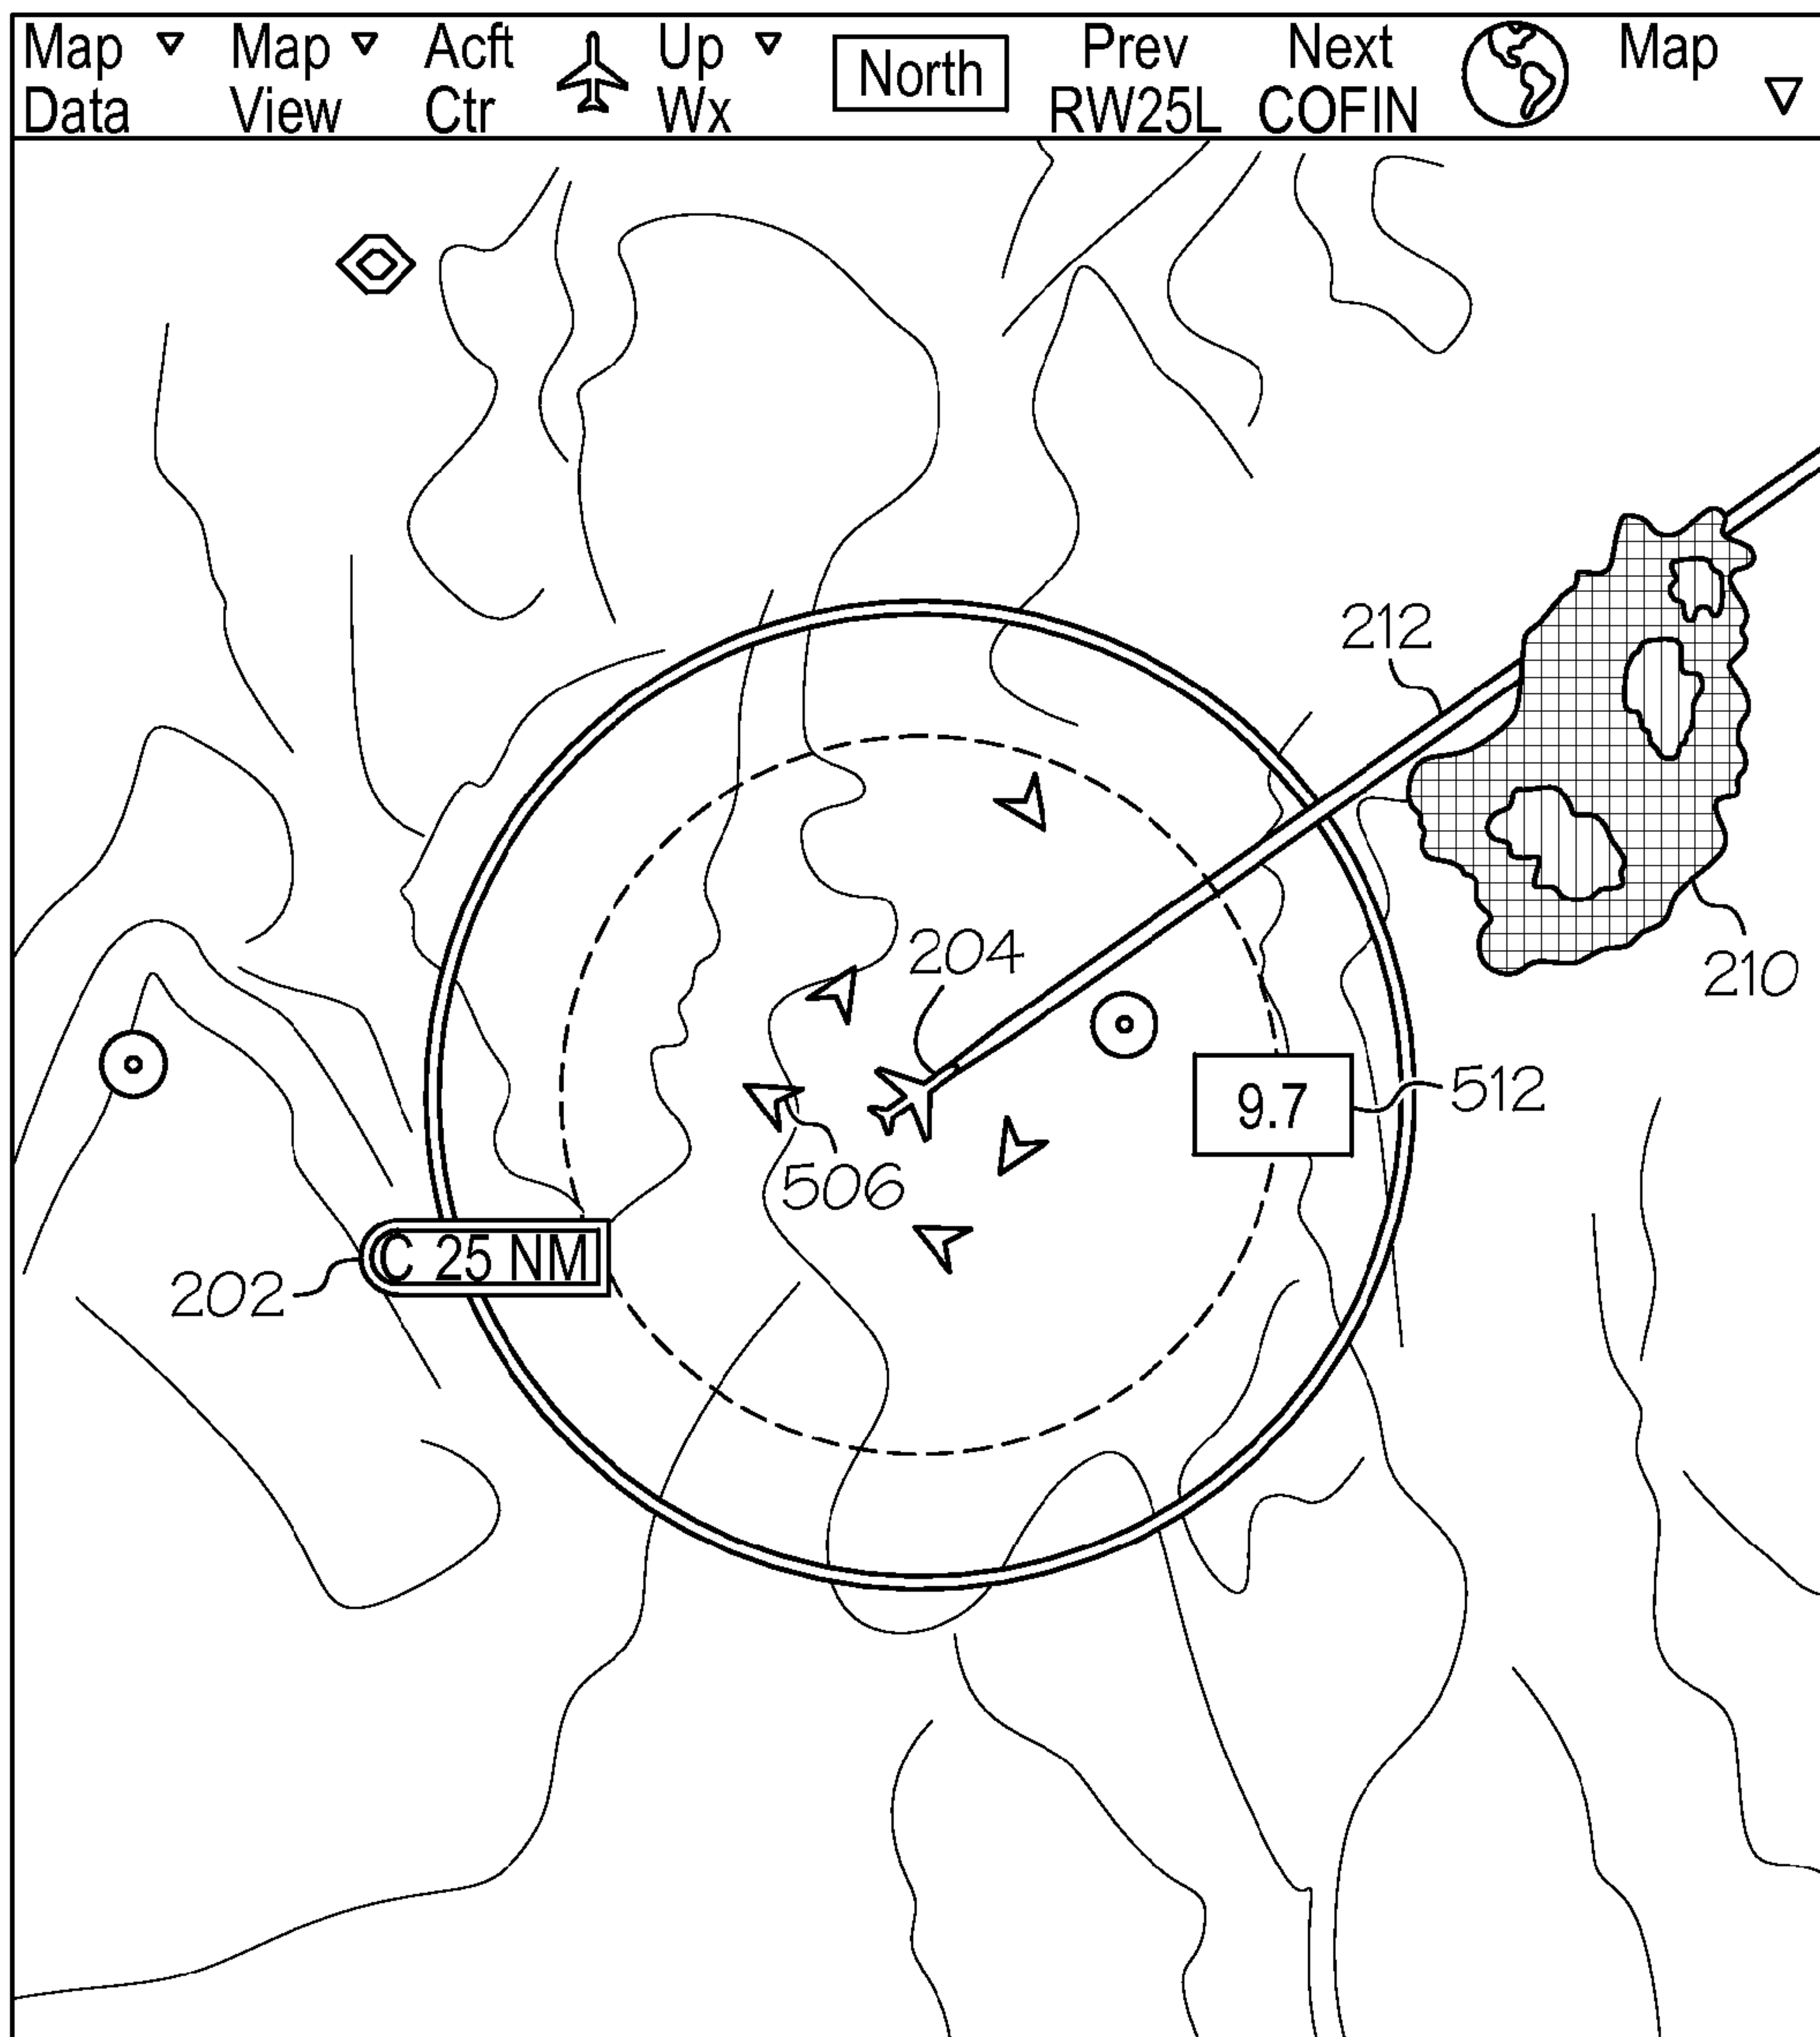 Map Map Acft Up North Prev Next Map
Data View Ctr Wx RW25L COFIN
212
204
210
9.7 512
506
C 25 NM
202